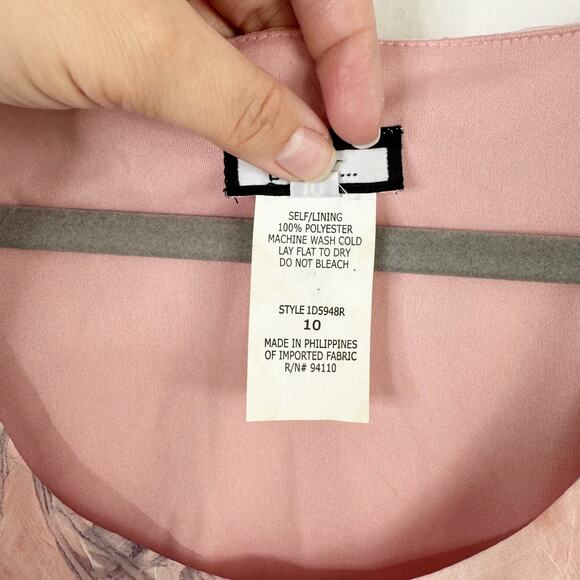 SELF/LINING
100% POLYESTER
MACHINE WASH COLD
LAY FLAT TO DRY
DO NOT BLEACH
STYLE 1D5948R
10
MADE IN PHILIPPINES
OF IMPORTED FABRIC
R/N# 94110